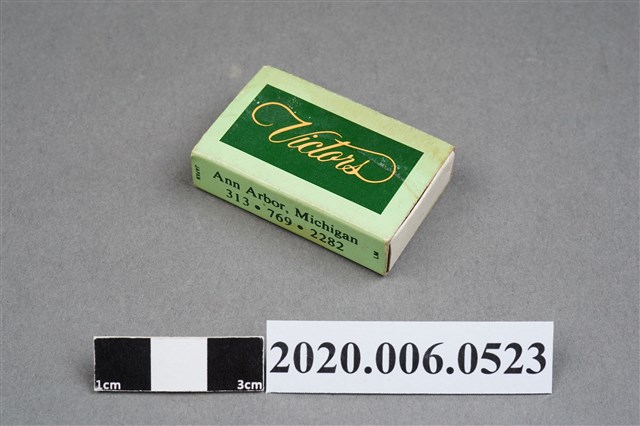 Victors
Ann Arbor, Michigan
313 • 769 • 2282
1cm 3cm
2020.006.0523